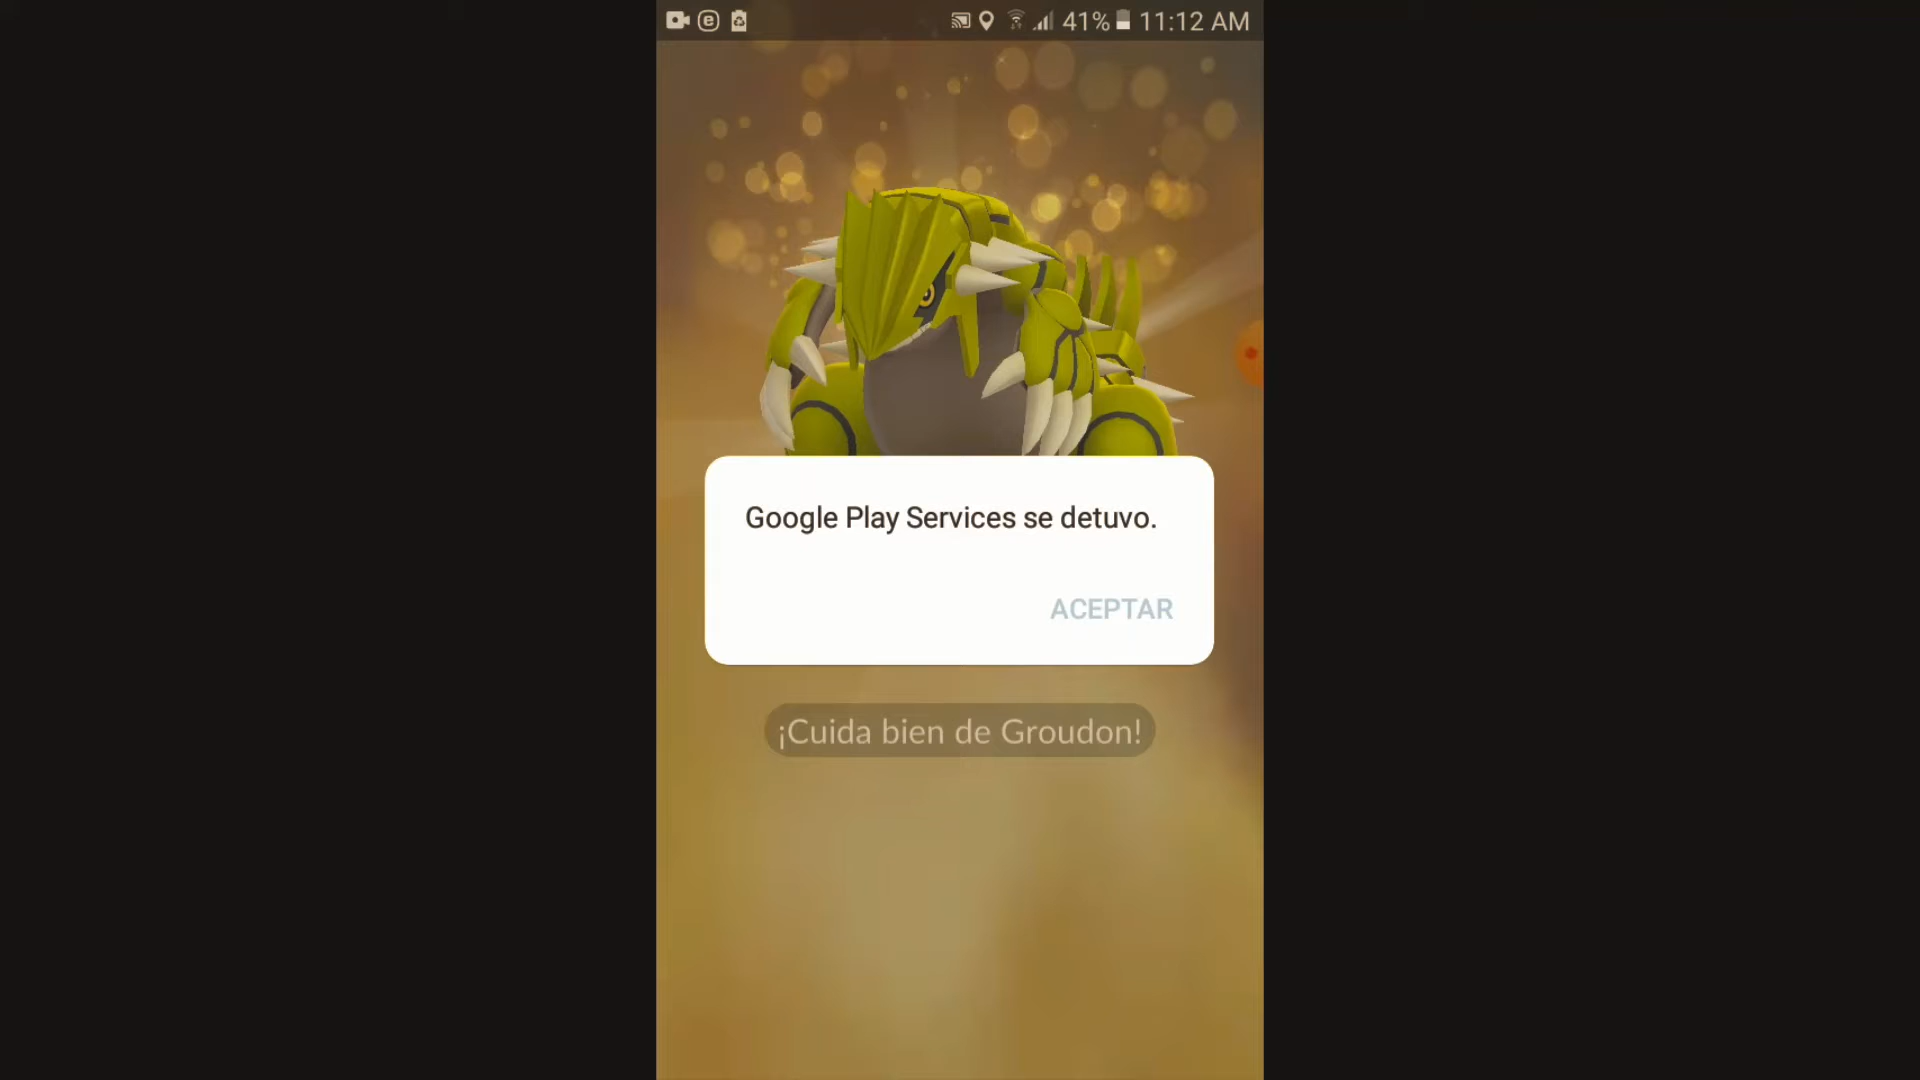 41% 11:12 AM
Google Play Services se detuvo.
ACEPTAR
¡Cuida bien de Groudon!